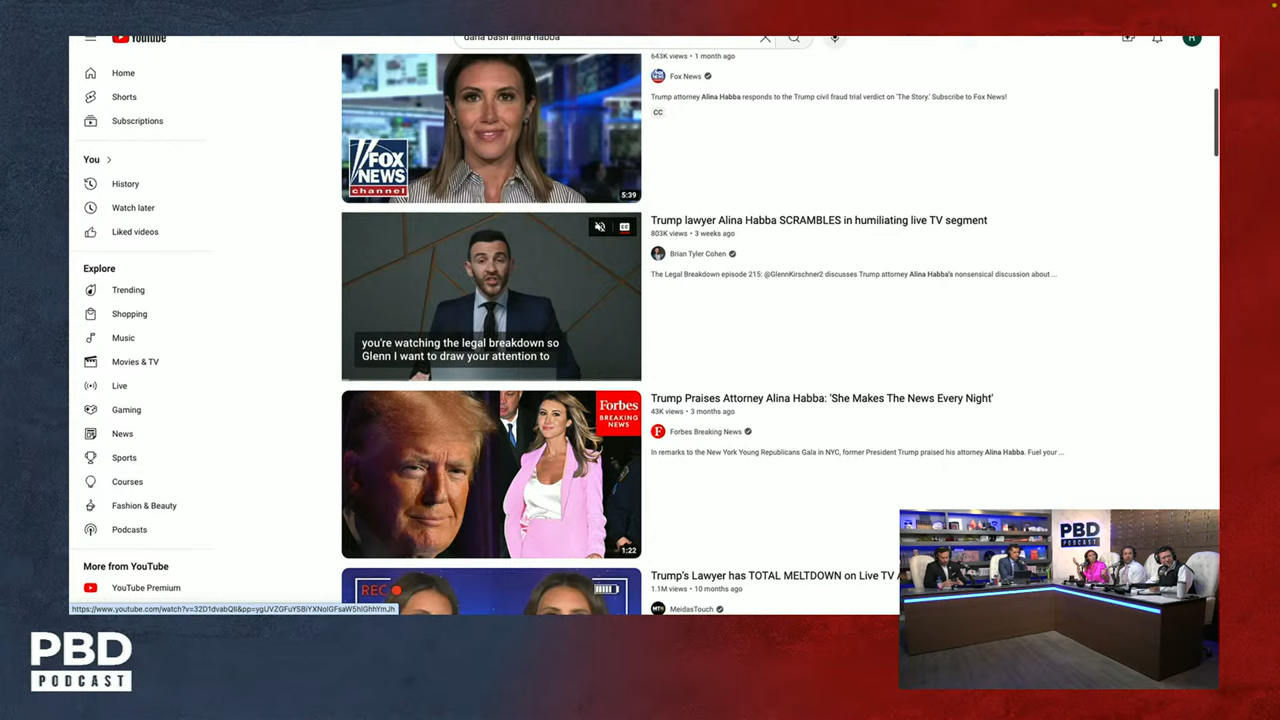 YouTube
dana bash alina habba
H
Home
Shorts
Subscriptions
You
History
Watch later
Liked videos
Explore
Trending
Shopping
Music
Movies & TV
Live
Gaming
News
Sports
Courses
Fashion & Beauty
Podcasts
More from YouTube
YouTube Premium
FOX
NEWS
channel
5:39
643K views • 1 month ago
Fox News
Trump attorney Alina Habba responds to the Trump civil fraud trial verdict on 'The Story.' Subscribe to Fox News!
CC
CC
you're watching the legal breakdown so
Glenn I want to draw your attention to
Trump lawyer Alina Habba SCRAMBLES in humiliating live TV segment
803K views • 3 weeks ago
Brian Tyler Cohen
The Legal Breakdown episode 215: @GlennKirschner2 discusses Trump attorney Alina Habba's nonsensical discussion about ...
Forbes
BREAKING
NEWS
1:22
Trump Praises Attorney Alina Habba: 'She Makes The News Every Night'
43K views • 3 months ago
F
Forbes Breaking News
In remarks to the New York Young Republicans Gala in NYC, former President Trump praised his attorney Alina Habba. Fuel your ...
REC
Trump's Lawyer has TOTAL MELTDOWN on Live TV
1.1M views • 10 months ago
MTN
MeidasTouch
PBD
PODCAST
PBD
PODCAST